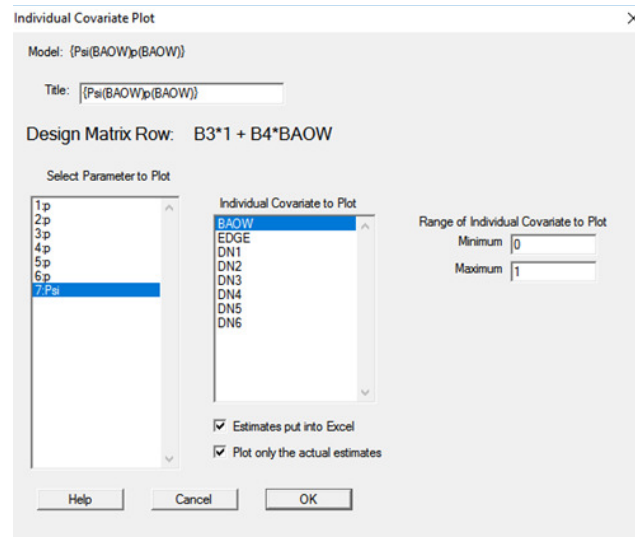 Individual Covariate Plot
Model: {Psi(BAOW)p(BAOW)}
Title: {Psi(BAOW)p(BAOW)}
Design Matrix Row: B3*1 + B4*BAOW
Select Parameter to Plot
1:p
2:p
3:p
4:p
5:p
6:p
7:Psi
Individual Covariate to Plot
BAOW
EDGE
DN1
DN2
DN3
DN4
DN5
DN6
Range of Individual Covariate to Plot
Minimum 0
Maximum 1
Estimates put into Excel
Plot only the actual estimates
Help Cancel OK